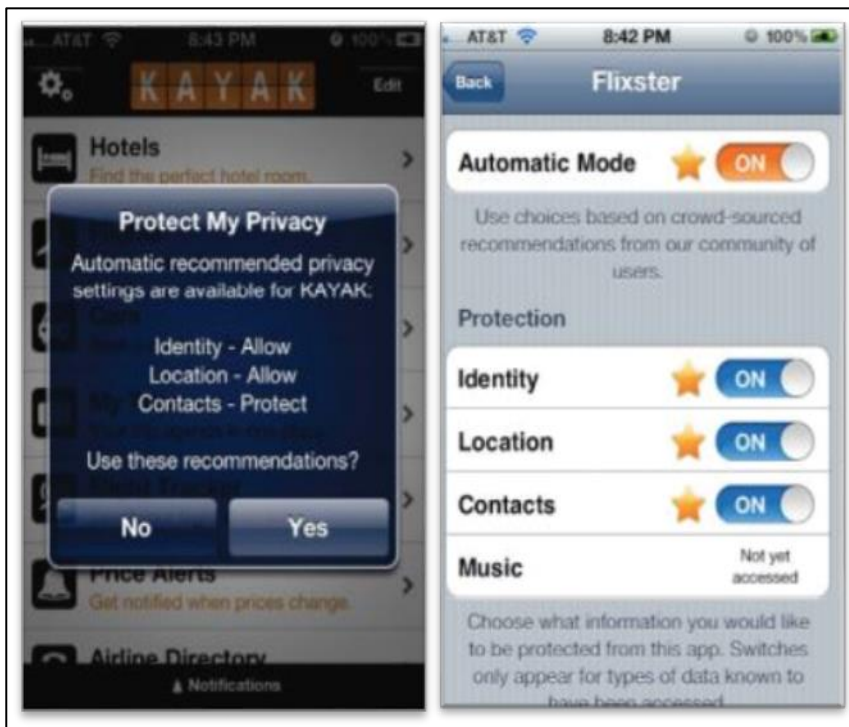 AT&T 8:43 PM 100%
KAYAK Edit
Hotels
Find the perfect hotel room.
Protect My Privacy
Automatic recommended privacy
settings are available for KAYAK:
Identity - Allow
Location - Allow
Contacts - Protect
Use these recommendations?
No Yes
Price Alerts
Get notified when prices change.
Airline Directory
Notifications
AT&T 8:42 PM 100%
Back Flixster
Automatic Mode ON
Use choices based on crowd-sourced
recommendations from our community of
users.
Protection
Identity ON
Location ON
Contacts ON
Music Not yet
accessed
Choose what information you would like
to be protected from this app. Switches
only appear for types of data known to
have been accessed